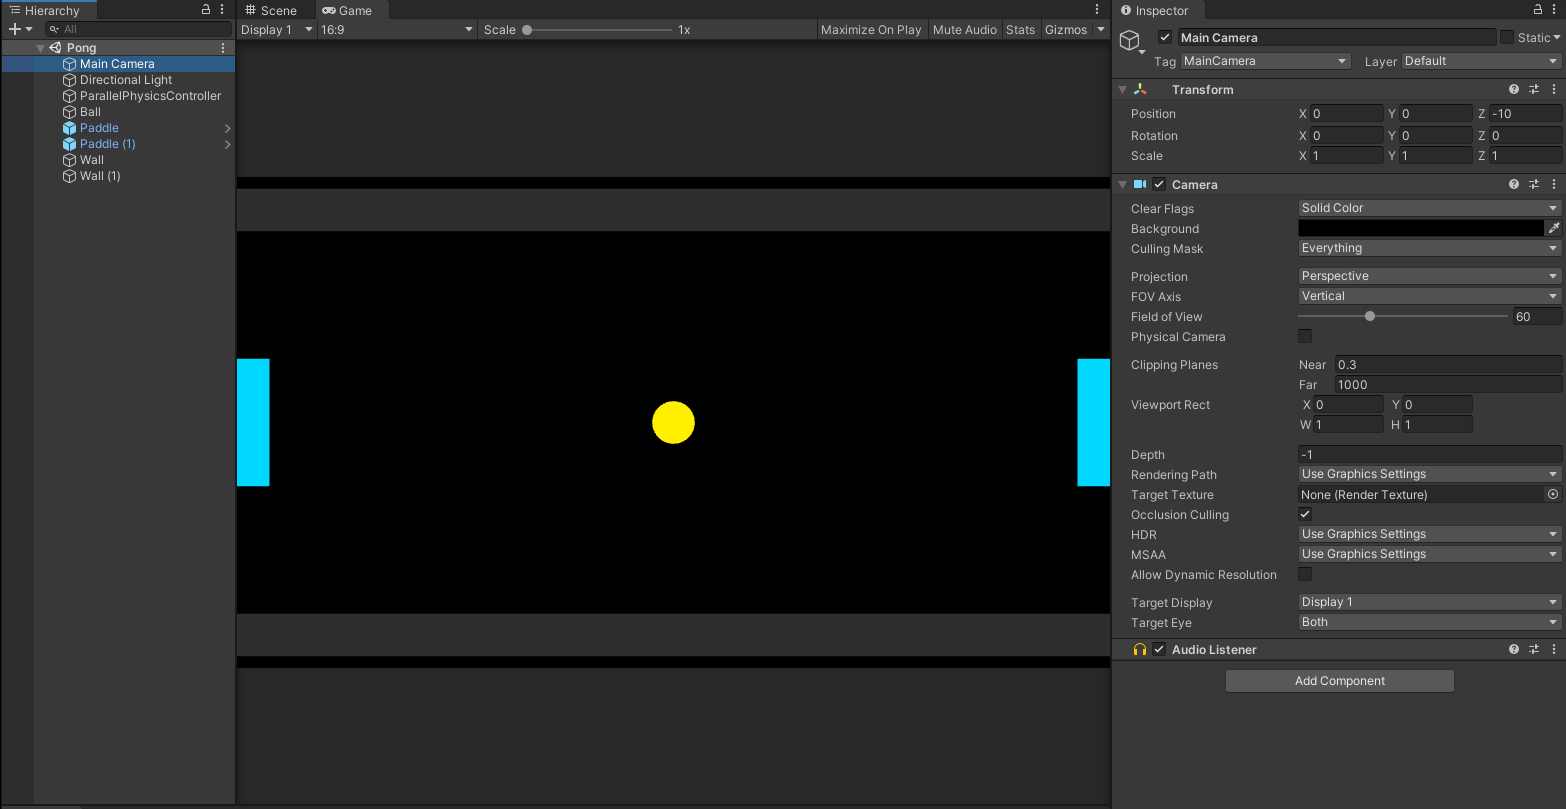 Hierarchy
All
Pong
Main Camera
Directional Light
ParallelPhysicsController
Ball
Paddle
Paddle (1)
Wall
Wall (1)
Scene Game
Display 1 16:9 Scale 1x Maximize On Play Mute Audio Stats Gizmos
Inspector
Main Camera Static
Tag MainCamera Layer Default
Transform
Position X 0 Y 0 Z -10
Rotation X 0 Y 0 Z 0
Scale X 1 Y 1 Z 1
Camera
Clear Flags Solid Color
Background
Culling Mask Everything
Projection Perspective
FOV Axis Vertical
Field of View 60
Physical Camera
Clipping Planes Near 0.3
Far 1000
Viewport Rect X 0 Y 0
W 1 H 1
Depth -1
Rendering Path Use Graphics Settings
Target Texture None (Render Texture)
Occlusion Culling
HDR Use Graphics Settings
MSAA Use Graphics Settings
Allow Dynamic Resolution
Target Display Display 1
Target Eye Both
Audio Listener
Add Component